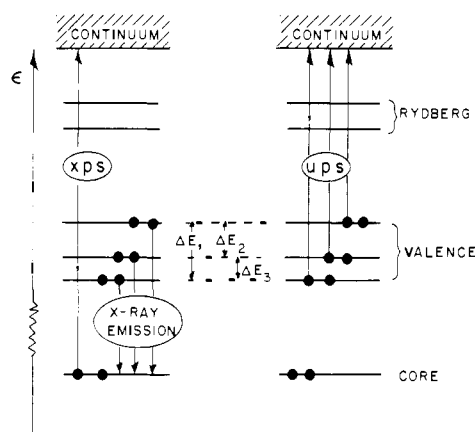 CONTINUUM CONTINUUM
ϵ
RYDBERG
xps ups
ΔE₁ ΔE₂
VALENCE
ΔE₃
X-RAY
EMISSION
CORE